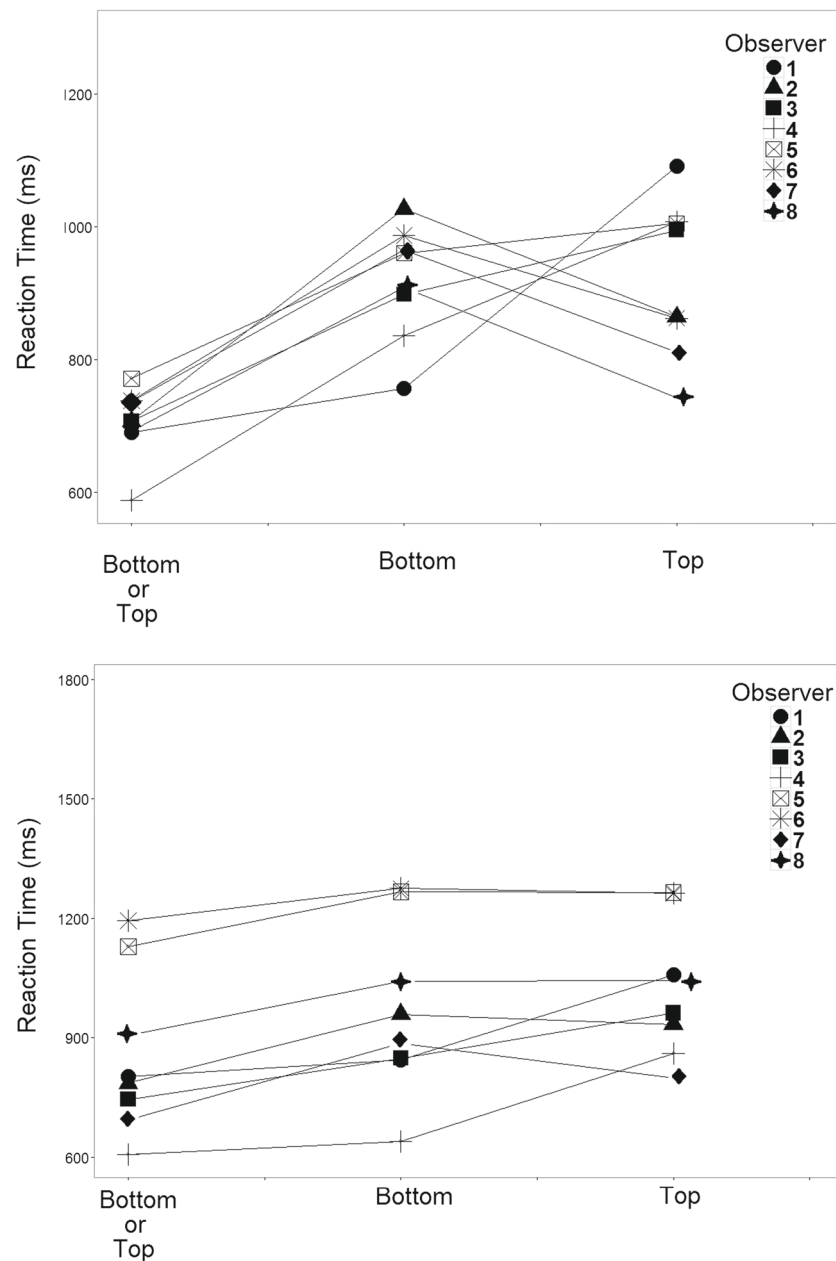 Observer
1
2
3
4
5
6
7
8
1200
1000
800
600
Reaction Time (ms)
Bottom
or
Top
Bottom
Top
1800
Observer
1
2
3
4
5
6
7
8
1500
1200
900
600
Reaction Time (ms)
Bottom
or
Top
Bottom
Top